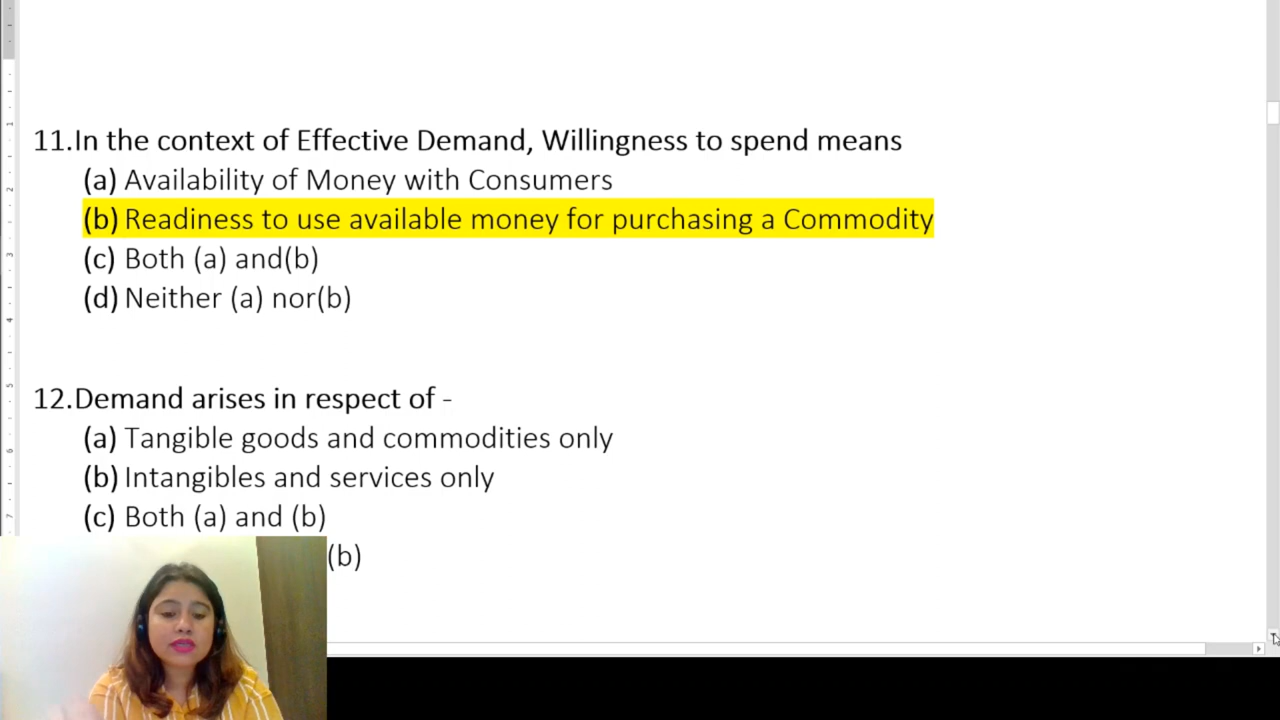 11.In the context of Effective Demand, Willingness to spend means
(a) Availability of Money with Consumers
(b) Readiness to use available money for purchasing a Commodity
(c) Both (a) and(b)
(d) Neither (a) nor(b)
12.Demand arises in respect of -
(a) Tangible goods and commodities only
(b) Intangibles and services only
(c) Both (a) and (b)
(b)